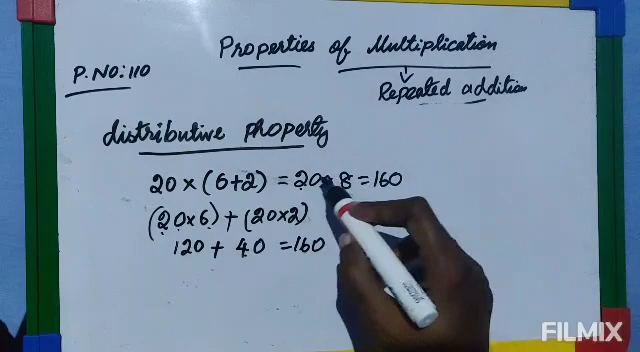 Properties of Multiplication
P.NO:110
Repeated addition
distributive property
20 × (6+2) = 20 × 8 = 160
(20×6) + (20×2)
120 + 40 = 160
FILMIX